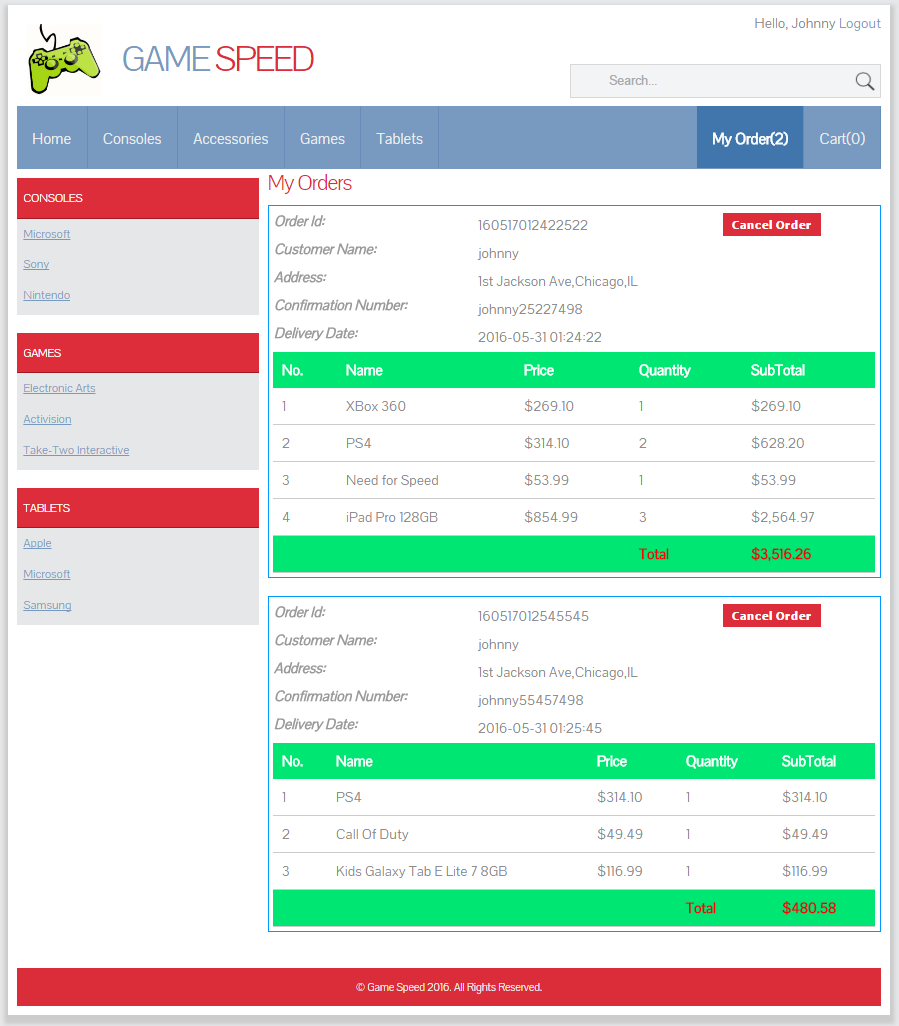 Hello, Johnny Logout
GAME SPEED
Search...
Home Consoles Accessories Games Tablets My Order(2) Cart(0)
CONSOLES
Microsoft
Sony
Nintendo
GAMES
Electronic Arts
Activision
Take-Two Interactive
TABLETS
Apple
Microsoft
Samsung
My Orders
Order Id: 160517012422522 Cancel Order
Customer Name: johnny
Address: 1st Jackson Ave,Chicago,IL
Confirmation Number: johnny25227498
Delivery Date: 2016-05-31 01:24:22
No. Name Price Quantity SubTotal
1 XBox 360 $269.10 1 $269.10
2 PS4 $314.10 2 $628.20
3 Need for Speed $53.99 1 $53.99
4 iPad Pro 128GB $854.99 3 $2,564.97
Total $3,516.26
Order Id: 160517012545545 Cancel Order
Customer Name: johnny
Address: 1st Jackson Ave,Chicago,IL
Confirmation Number: johnny55457498
Delivery Date: 2016-05-31 01:25:45
No. Name Price Quantity SubTotal
1 PS4 $314.10 1 $314.10
2 Call Of Duty $49.49 1 $49.49
3 Kids Galaxy Tab E Lite 7 8GB $116.99 1 $116.99
Total $480.58
© Game Speed 2016. All Rights Reserved.